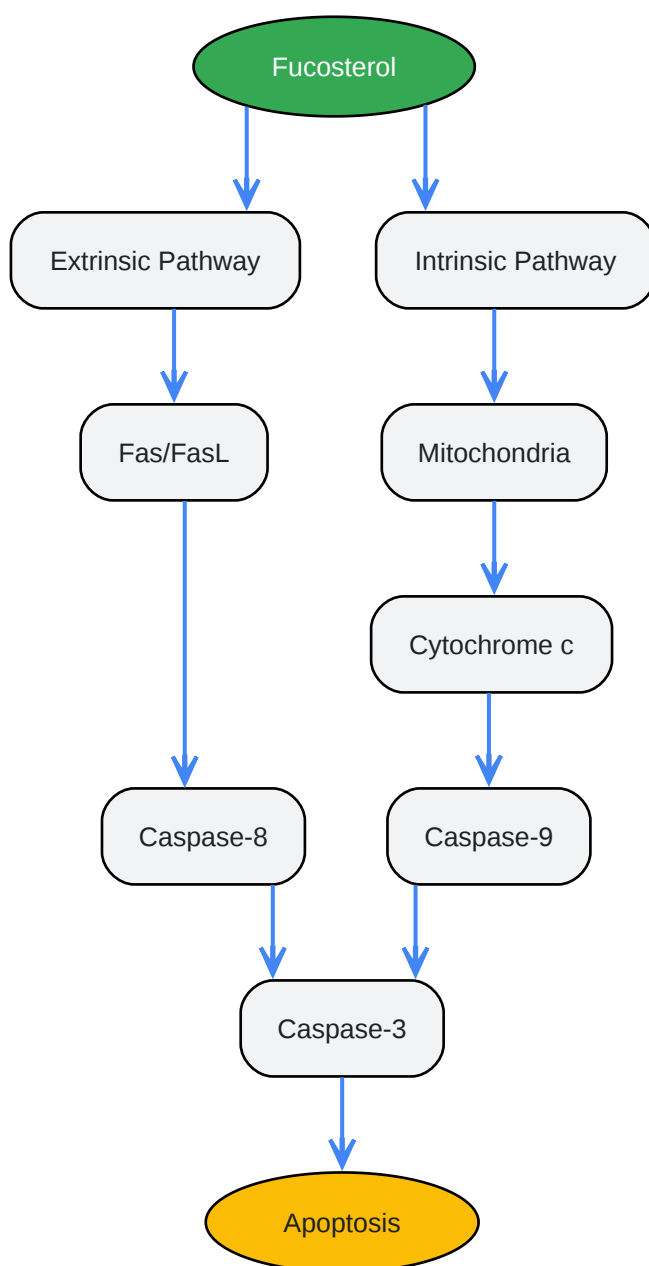 Fucosterol
Extrinsic Pathway
Intrinsic Pathway
Fas/FasL
Mitochondria
Cytochrome c
Caspase-8
Caspase-9
Caspase-3
Apoptosis